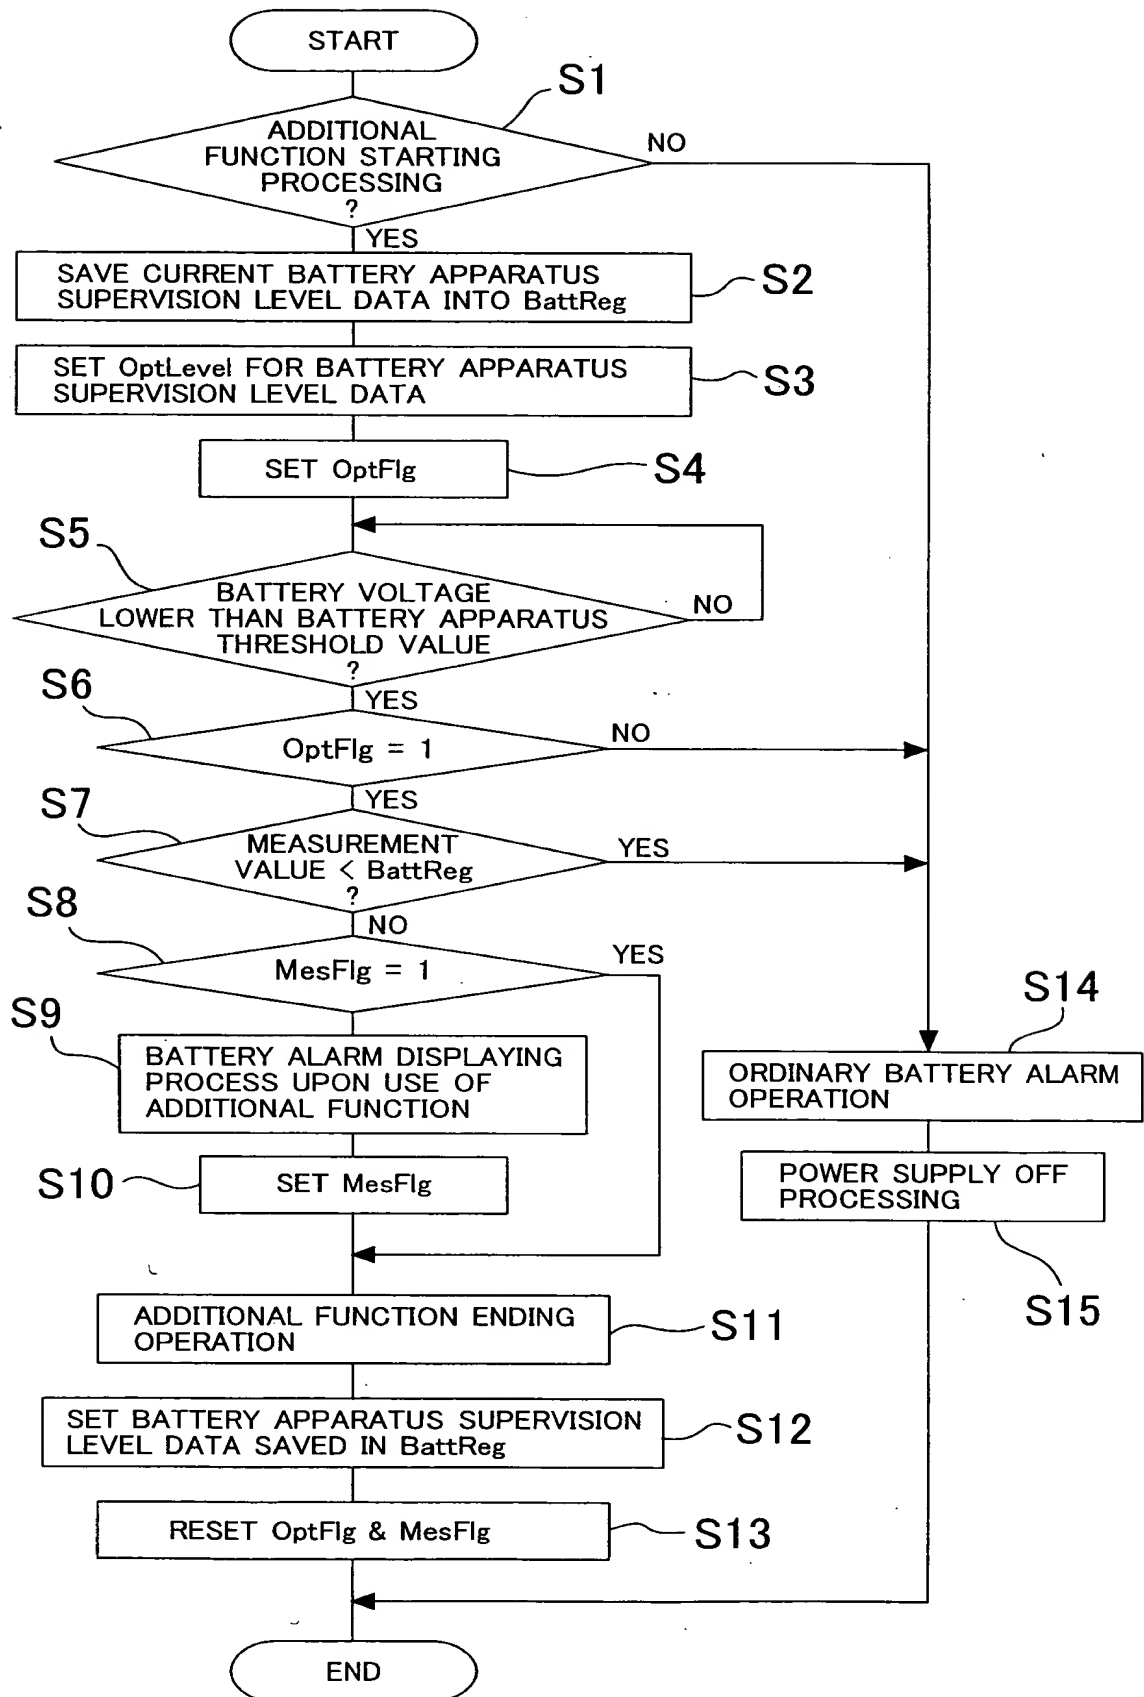 START
S1
ADDITIONAL
FUNCTION STARTING
PROCESSING
?
NO
YES
SAVE CURRENT BATTERY APPARATUS
SUPERVISION LEVEL DATA INTO BattReg
S2
SET OptLevel FOR BATTERY APPARATUS
SUPERVISION LEVEL DATA
S3
SET OptFlg
S4
S5
BATTERY VOLTAGE
LOWER THAN BATTERY APPARATUS
THRESHOLD VALUE
?
NO
YES
S6
OptFlg = 1
NO
YES
S7
MEASUREMENT
VALUE < BattReg
?
YES
NO
S8
MesFlg = 1
YES
S9
BATTERY ALARM DISPLAYING
PROCESS UPON USE OF
ADDITIONAL FUNCTION
S14
ORDINARY BATTERY ALARM
OPERATION
S10
SET MesFlg
POWER SUPPLY OFF
PROCESSING
S15
ADDITIONAL FUNCTION ENDING
OPERATION
S11
SET BATTERY APPARATUS SUPERVISION
LEVEL DATA SAVED IN BattReg
S12
RESET OptFlg & MesFlg
S13
END